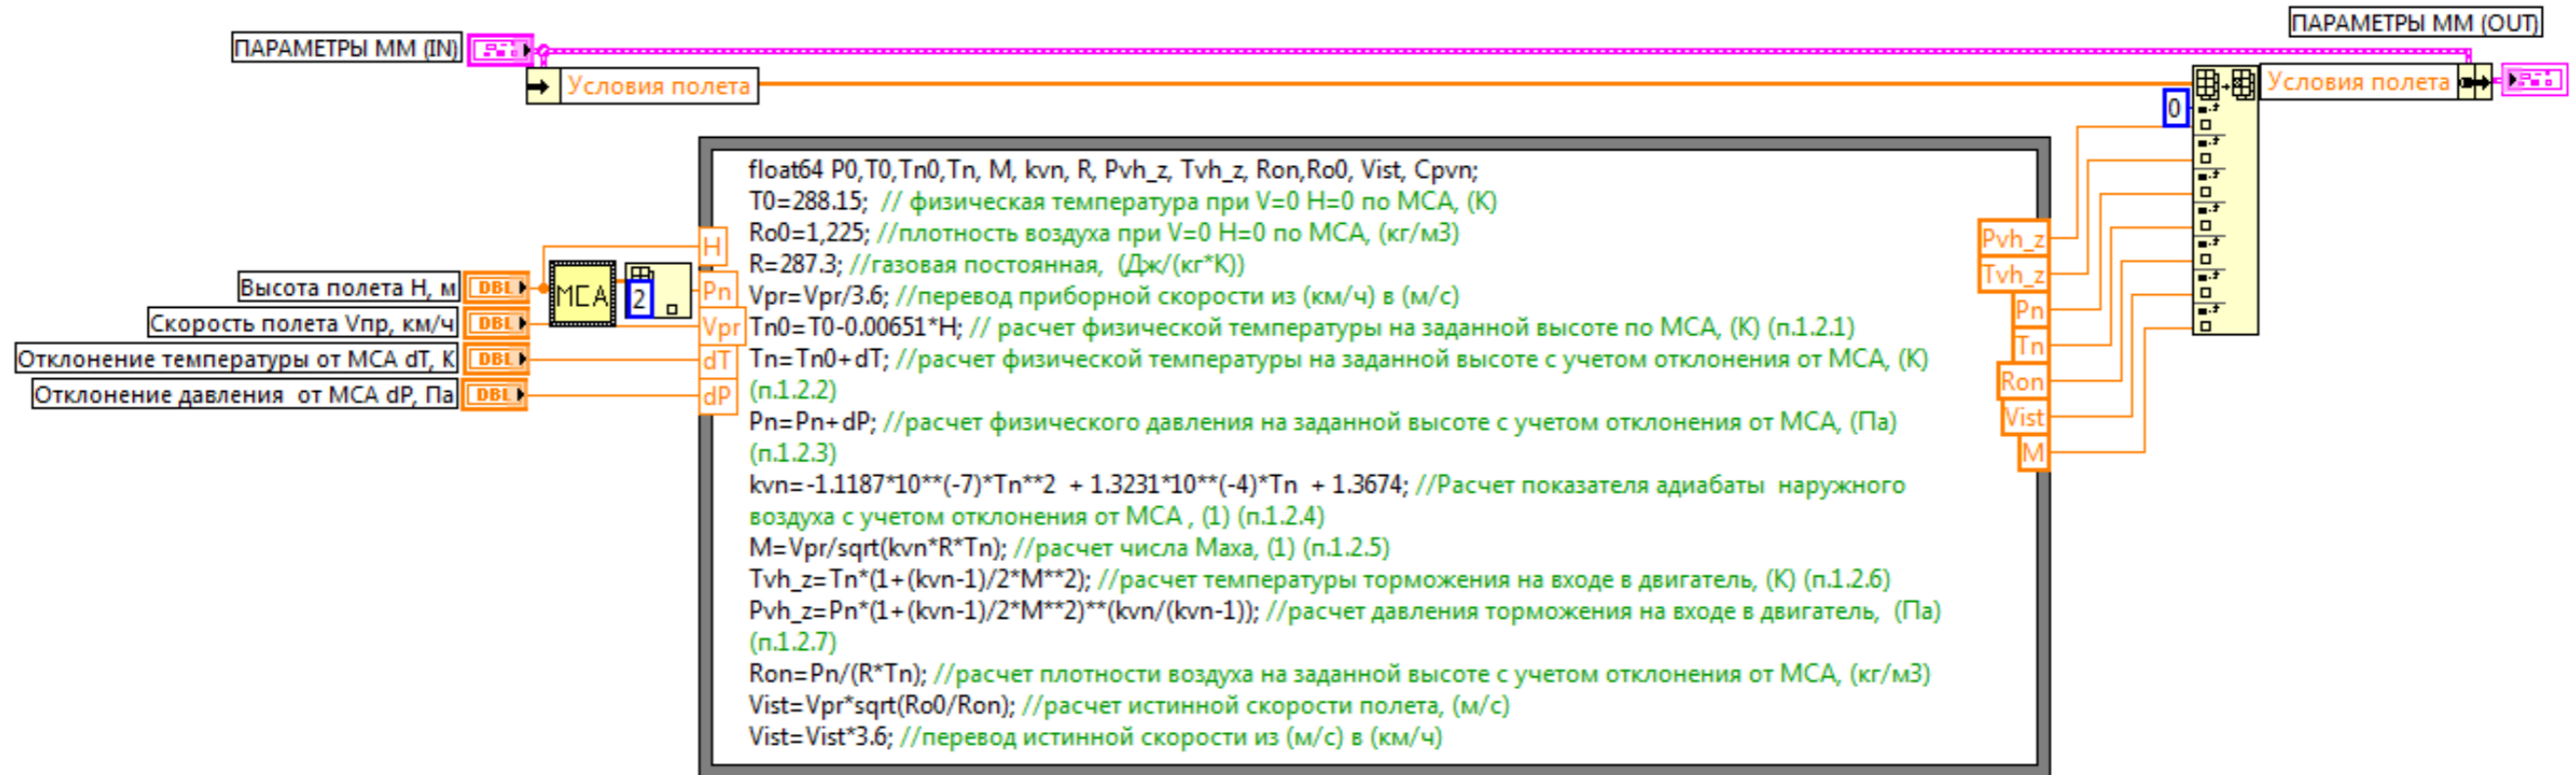 ПАРАМЕТРЫ ММ (OUT)
ПАРАМЕТРЫ ММ (IN)
Условия полета
Условия полета
0
float64 P0,T0,Tn0,Tn, M, kvn, R, Pvh_z, Tvh_z, Ron,Ro0, Vist, Cpvn;
T0=288.15;  // физическая температура при V=0 H=0 по МСА, (К)
Ro0=1,225; //плотность воздуха при V=0 H=0 по МСА, (кг/м3)
R=287.3; //газовая постоянная,  (Дж/(кг*К))
Vpr=Vpr/3.6; //перевод приборной скорости из (км/ч) в (м/с)
Tn0=T0-0.00651*H; // расчет физической температуры на заданной высоте по МСА, (К) (п.1.2.1)
Tn=Tn0+dT; //расчет физической температуры на заданной высоте с учетом отклонения от МСА, (К)
(п.1.2.2)
Pn=Pn+dP; //расчет физического давления на заданной высоте с учетом отклонения от МСА, (Па)
(п.1.2.3)
kvn=-1.1187*10**(-7)*Tn**2  + 1.3231*10**(-4)*Tn  + 1.3674; //Расчет показателя адиабаты  наружного
воздуха с учетом отклонения от МСА , (1) (п.1.2.4)
M=Vpr/sqrt(kvn*R*Tn); //расчет числа Маха, (1) (п.1.2.5)
Tvh_z=Tn*(1+(kvn-1)/2*M**2); //расчет температуры торможения на входе в двигатель, (К) (п.1.2.6)
Pvh_z=Pn*(1+(kvn-1)/2*M**2)**(kvn/(kvn-1)); //расчет давления торможения на входе в двигатель,  (Па)
(п.1.2.7)
Ron=Pn/(R*Tn); //расчет плотности воздуха на заданной высоте с учетом отклонения от МСА, (кг/м3)
Vist=Vpr*sqrt(Ro0/Ron); //расчет истинной скорости полета, (м/с)
Vist=Vist*3.6; //перевод истинной скорости из (м/с) в (км/ч)
Высота полета Н, м
DBL
МСА
2
Скорость полета Vпр, км/ч
DBL
Отклонение температуры от МСА dT, К
DBL
Отклонение давления  от МСА dP, Па
DBL
H
Pn
Vpr
dT
dP
Pvh_z
Tvh_z
Pn
Tn
Ron
Vist
M